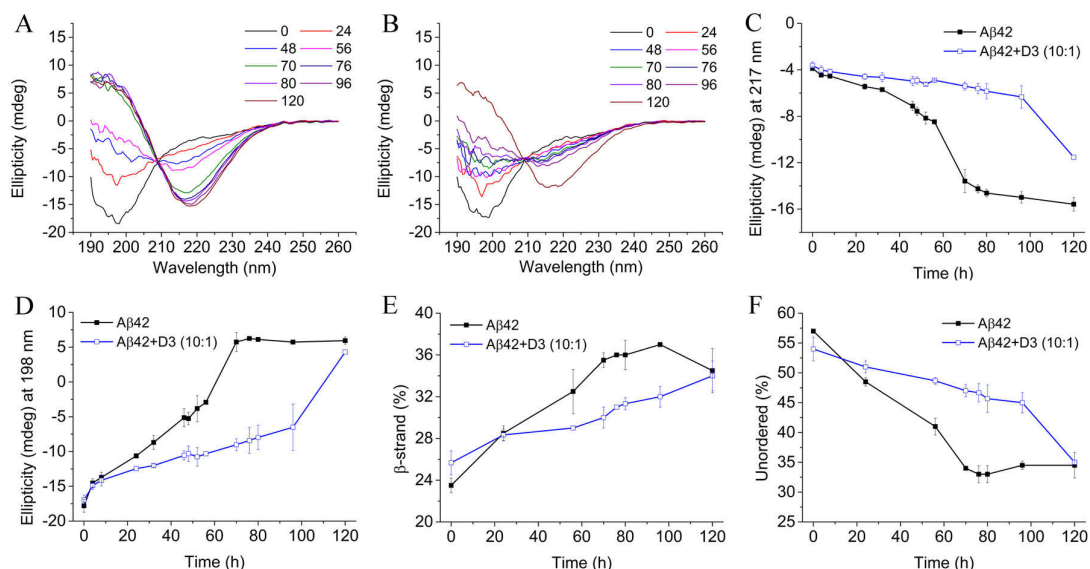 A
0 24
48 56
70 76
80 96
120
15
10
5
0
-5
-10
-15
-20
190 200 210 220 230 240 250 260
Ellipticity (mdeg)
Wavelength (nm)
B
0 24
48 56
70 76
80 96
120
15
10
5
0
-5
-10
-15
-20
190 200 210 220 230 240 250 260
Ellipticity (mdeg)
Wavelength (nm)
C
Aβ42
Aβ42+D3 (10:1)
0
-4
-8
-12
-16
0 20 40 60 80 100 120
Ellipticity (mdeg) at 217 nm
Time (h)
D
Aβ42
Aβ42+D3 (10:1)
10
5
0
-5
-10
-15
-20
0 20 40 60 80 100 120
Ellipticity (mdeg) at 198 nm
Time (h)
E
Aβ42
Aβ42+D3 (10:1)
40
36
32
28
24
20
0 20 40 60 80 100 120
β-strand (%)
Time (h)
F
Aβ42
Aβ42+D3 (10:1)
60
55
50
45
40
35
30
0 20 40 60 80 100 120
Unordered (%)
Time (h)